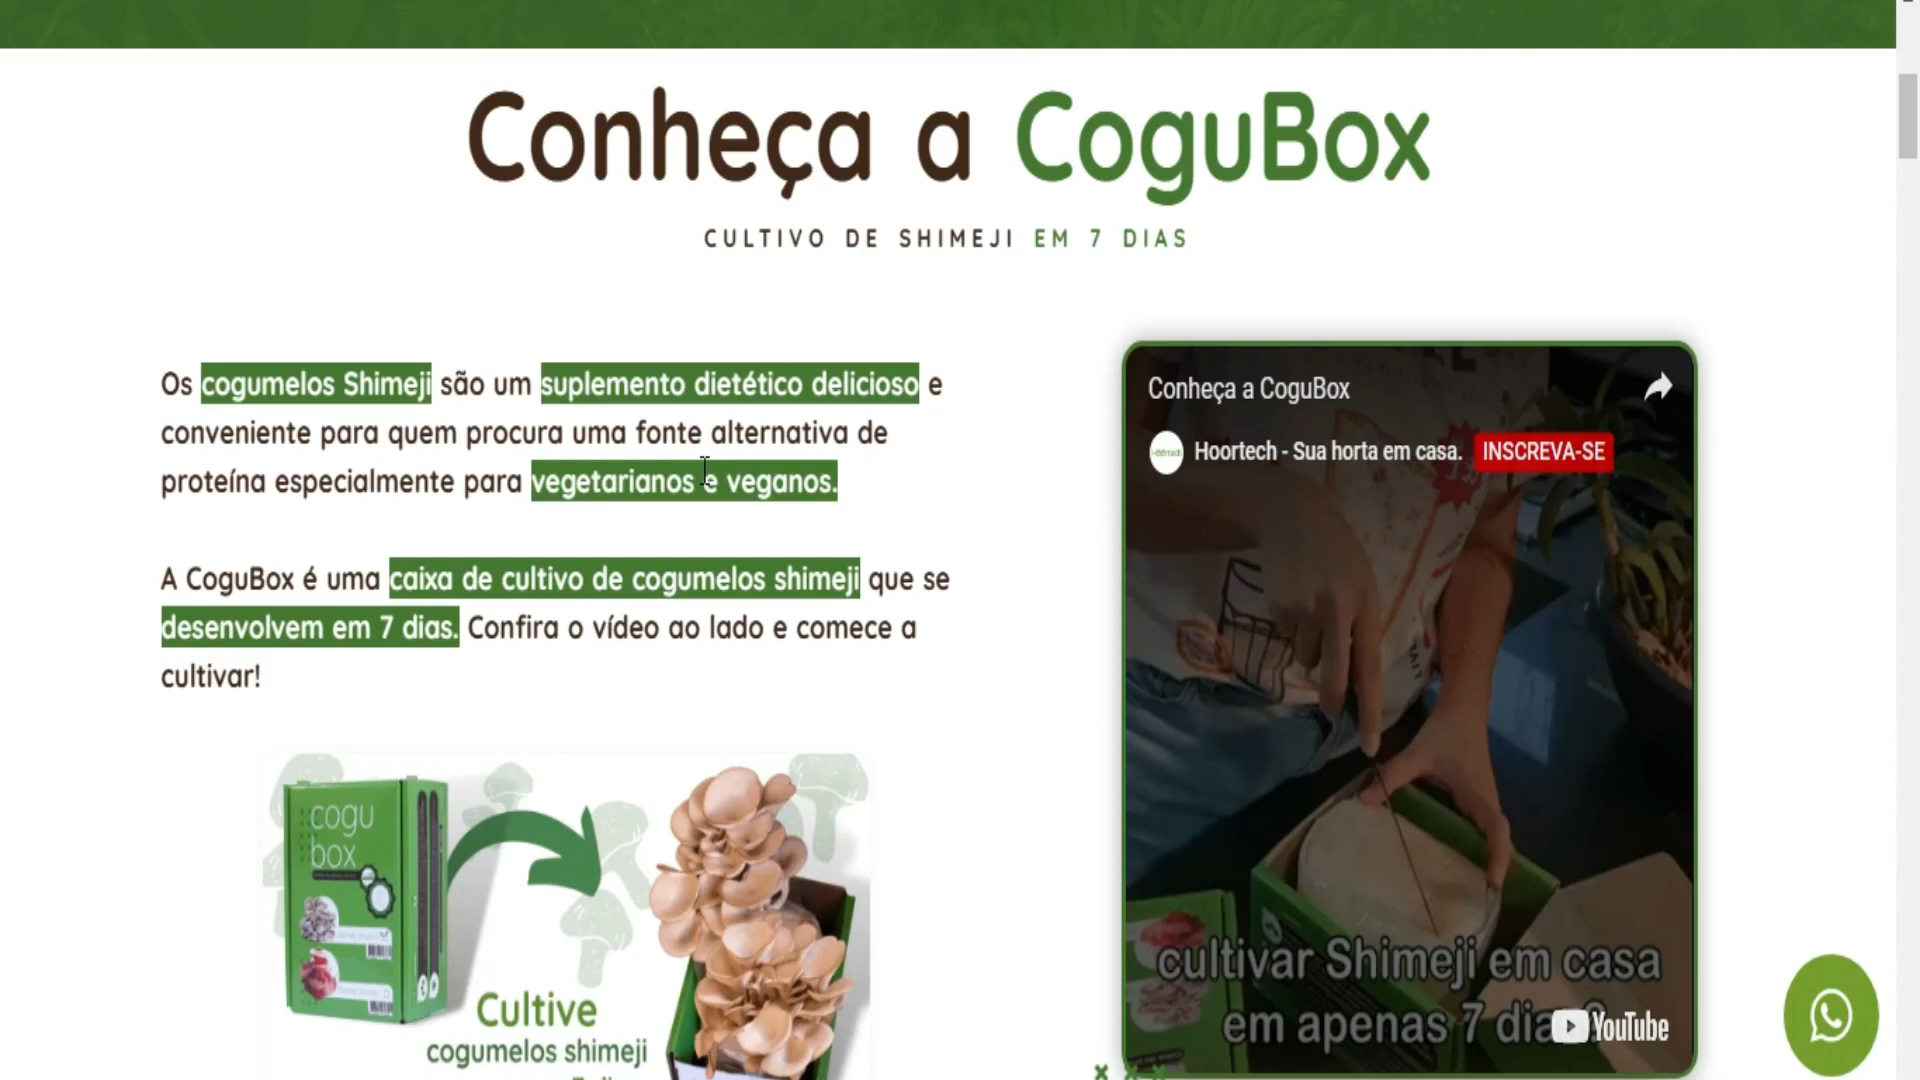 Conheça a CoguBox
CULTIVO DE SHIMEJI EM 7 DIAS
Os cogumelos Shimeji são um suplemento dietético delicioso e
conveniente para quem procura uma fonte alternativa de
proteína especialmente para vegetarianos e veganos.
A CoguBox é uma caixa de cultivo de cogumelos shimeji que se
desenvolvem em 7 dias. Confira o vídeo ao lado e comece a
cultivar!
cogu
box
Cultive
cogumelos shimeji
Conheça a CoguBox
Hoortech - Sua horta em casa. INSCREVA-SE
cultivar Shimeji em casa
em apenas 7 dias?
YouTube